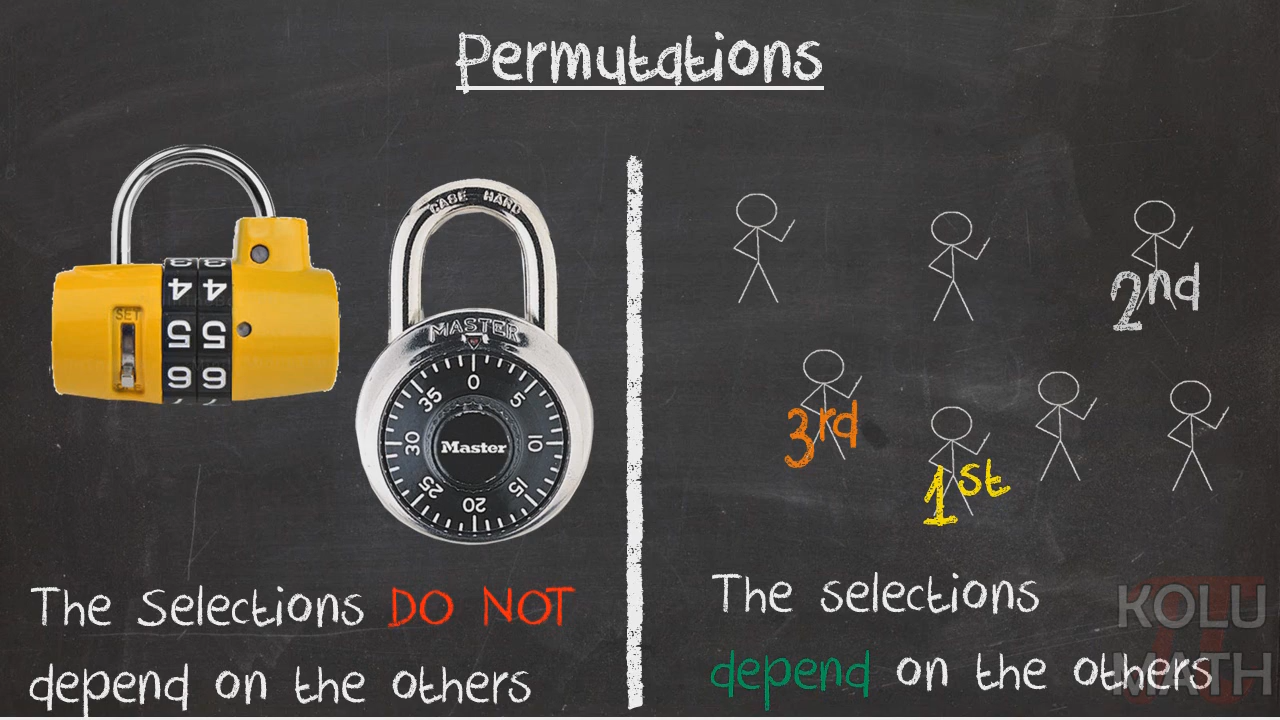 Permutations
CASE HARD
SET
3 3
4 4
5 5
6 6
MASTER
0
5
10
15
20
25
30
35
Master
2nd
3rd
1st
The Selections DO NOT
depend on the others
The selections
depend on the others
KOLU
MATH